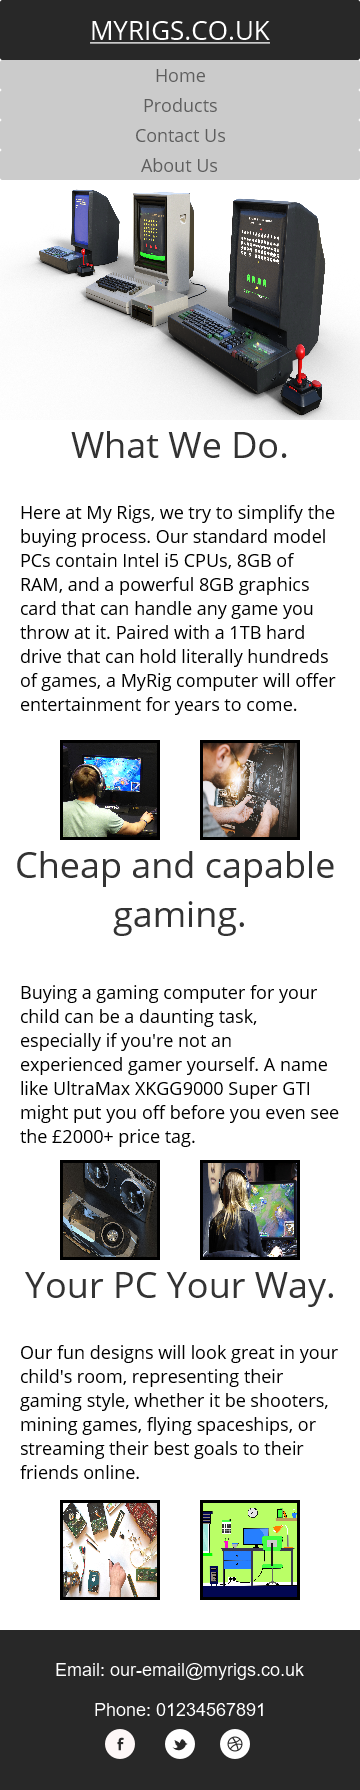 MYRIGS.CO.UK
Home
Products
Contact Us
About Us
What We Do.
Here at My Rigs, we try to simplify the
buying process. Our standard model
PCs contain Intel i5 CPUs, 8GB of
RAM, and a powerful 8GB graphics
card that can handle any game you
throw at it. Paired with a 1TB hard
drive that can hold literally hundreds
of games, a MyRig computer will offer
entertainment for years to come.
Cheap and capable
gaming.
Buying a gaming computer for your
child can be a daunting task,
especially if you're not an
experienced gamer yourself. A name
like UltraMax XKGG9000 Super GTI
might put you off before you even see
the £2000+ price tag.
Your PC Your Way.
Our fun designs will look great in your
child's room, representing their
gaming style, whether it be shooters,
mining games, flying spaceships, or
streaming their best goals to their
friends online.
Email: our-email@myrigs.co.uk
Phone: 01234567891